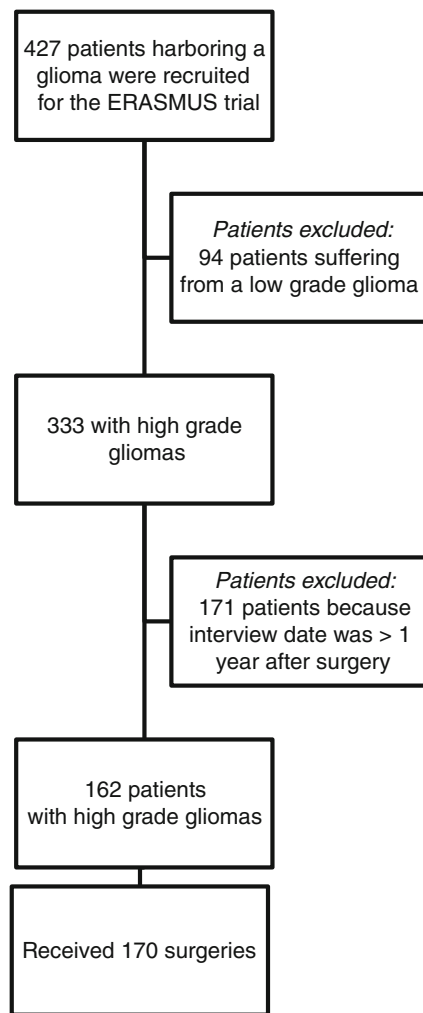 427 patients harboring a
glioma were recruited
for the ERASMUS trial
Patients excluded:
94 patients suffering
from a low grade glioma
333 with high grade
gliomas
Patients excluded:
171 patients because
interview date was > 1
year after surgery
162 patients
with high grade gliomas
Received 170 surgeries